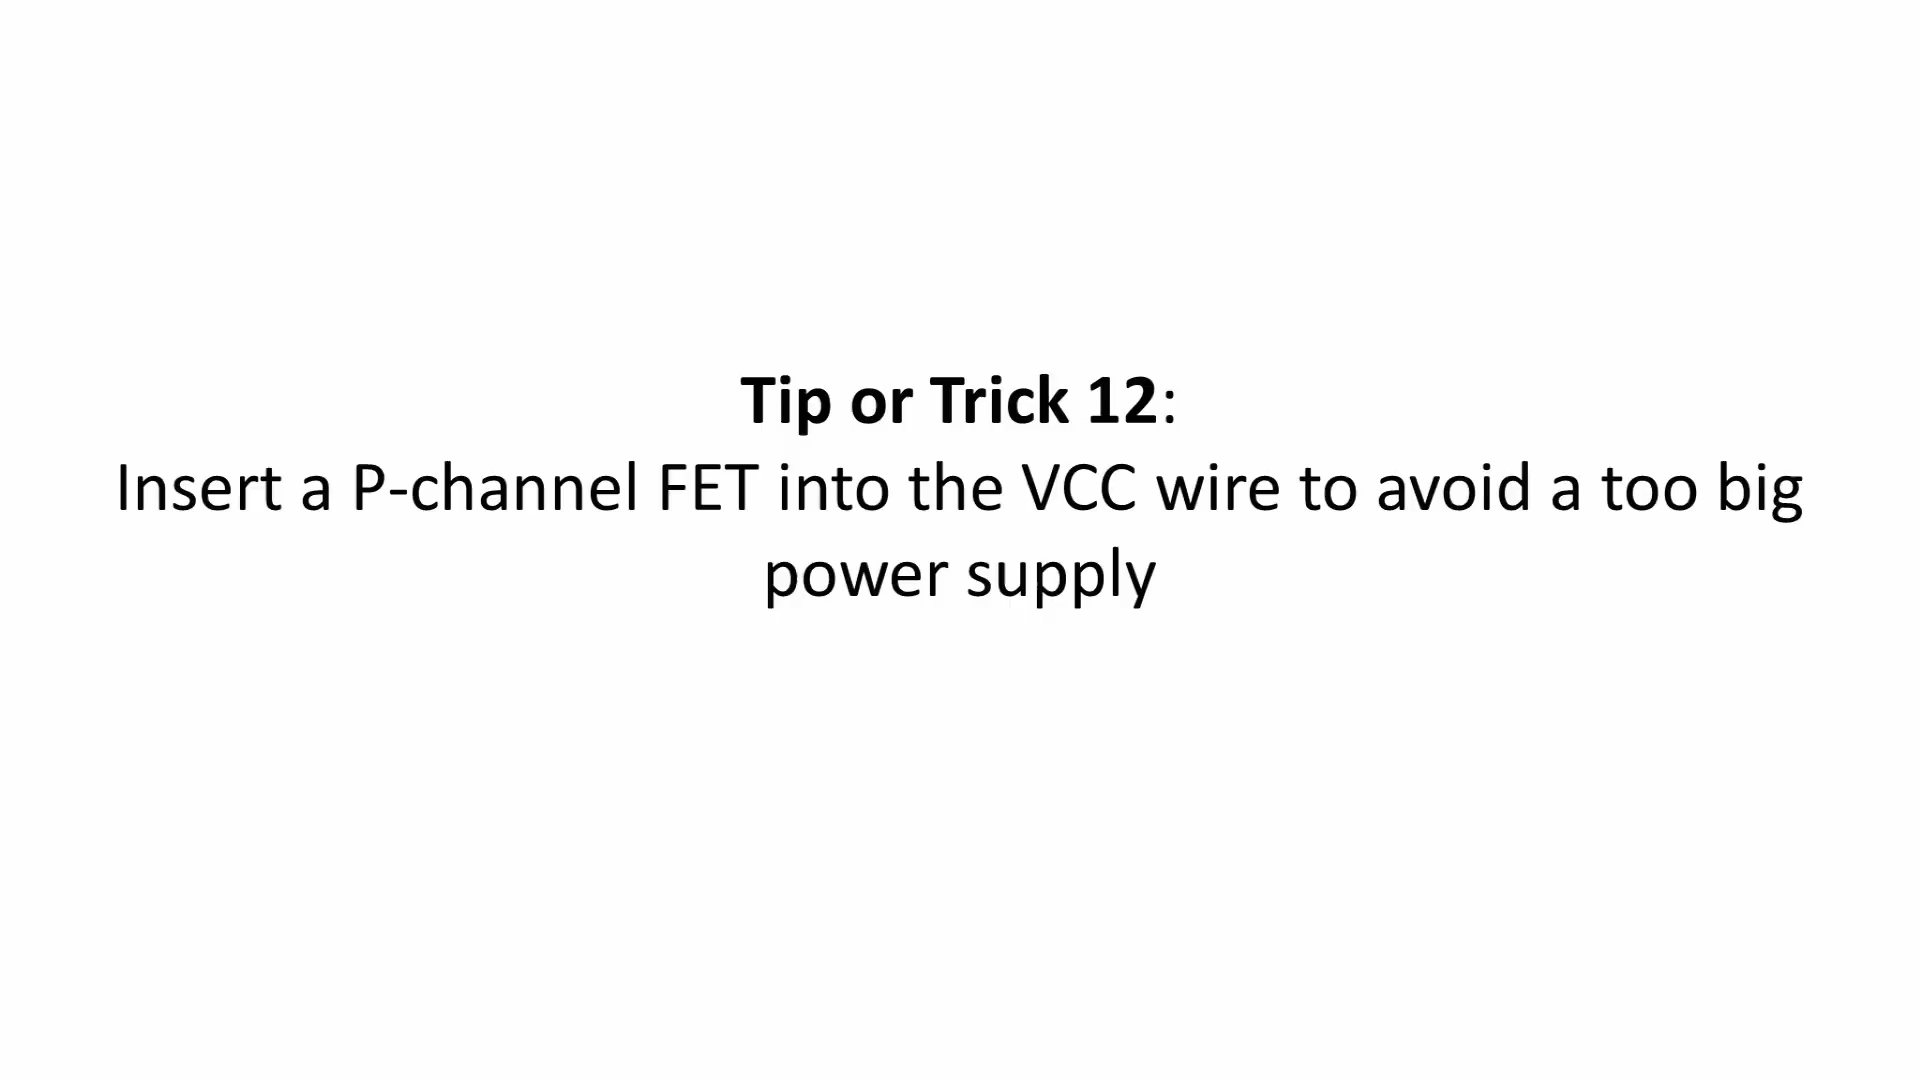 Tip or Trick 12:
Insert a P-channel FET into the VCC wire to avoid a too big
power supply